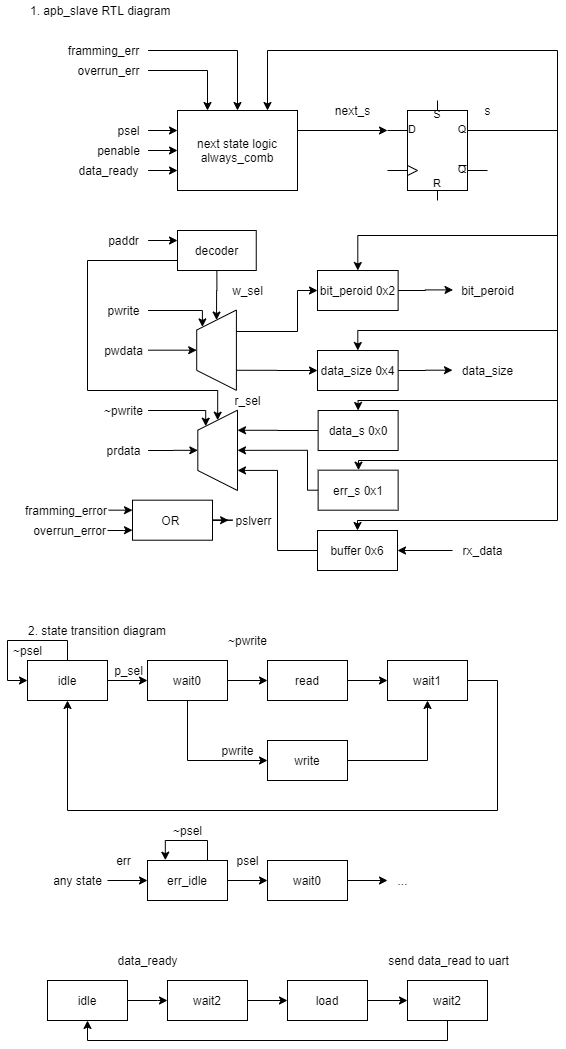 1. apb_slave RTL diagram
framming_err
overrun_err
psel
penable
data_ready
next state logic
always_comb
next_s
S
D
Q
Q
R
s
paddr
decoder
w_sel
pwrite
pwdata
bit_peroid 0x2
bit_peroid
data_size 0x4
data_size
r_sel
~pwrite
prdata
data_s 0x0
err_s 0x1
framming_error
overrun_error
OR
pslverr
buffer 0x6
rx_data
2. state transition diagram
~psel
idle
p_sel
wait0
~pwrite
read
wait1
pwrite
write
any state
err
~psel
err_idle
psel
wait0
...
data_ready
send data_read to uart
idle
wait2
load
wait2